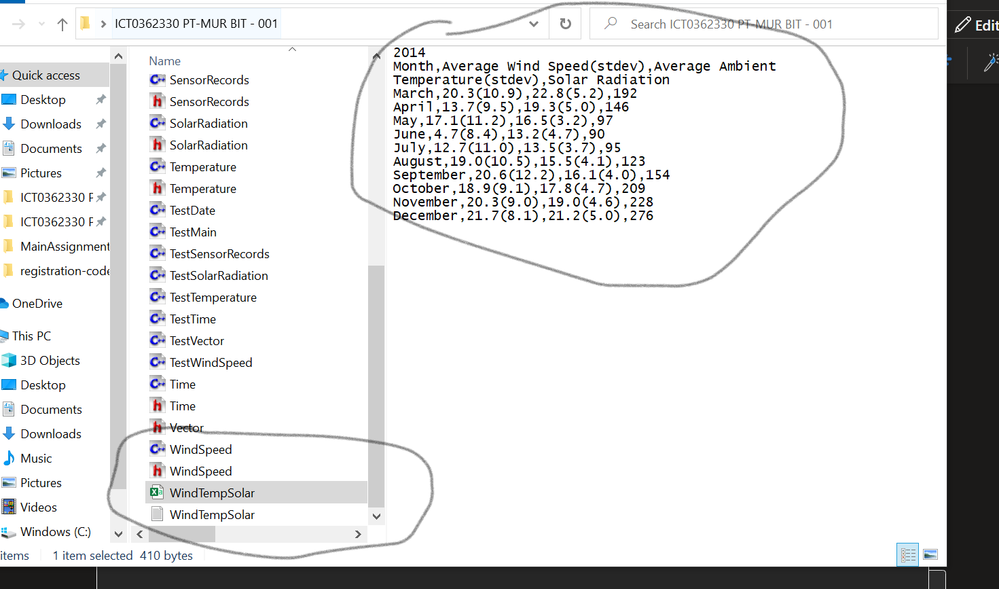 ICT0362330 PT-MUR BIT - 001
Search ICT0362330 PT-MUR BIT - 001
Edit
Quick access
Desktop
Downloads
Documents
Pictures
ICT0362330 F
ICT0362330 F
MainAssignment
registration-code
OneDrive
This PC
3D Objects
Desktop
Documents
Downloads
Music
Pictures
Videos
Windows (C:)
Name
SensorRecords
SensorRecords
SolarRadiation
SolarRadiation
Temperature
Temperature
TestDate
TestMain
TestSensorRecords
TestSolarRadiation
TestTemperature
TestTime
TestVector
TestWindSpeed
Time
Time
Vector
WindSpeed
WindSpeed
WindTempSolar
WindTempSolar
2014
Month,Average Wind Speed(stdev),Average Ambient
Temperature(stdev),Solar Radiation
March,20.3(10.9),22.8(5.2),192
April,13.7(9.5),19.3(5.0),146
May,17.1(11.2),16.5(3.2),97
June,4.7(8.4),13.2(4.7),90
July,12.7(11.0),13.5(3.7),95
August,19.0(10.5),15.5(4.1),123
September,20.6(12.2),16.1(4.0),154
October,18.9(9.1),17.8(4.7),209
November,20.3(9.0),19.0(4.6),228
December,21.7(8.1),21.2(5.0),276
items 1 item selected 410 bytes